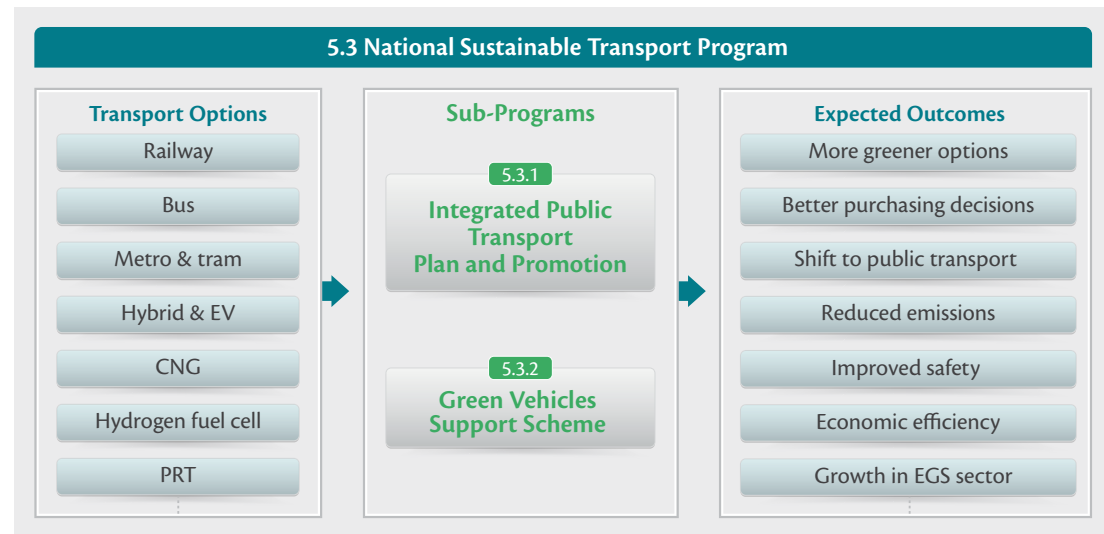 5.3 National Sustainable Transport Program
Transport Options
Railway
Bus
Metro & tram
Hybrid & EV
CNG
Hydrogen fuel cell
PRT
Sub-Programs
5.3.1
Integrated Public
Transport
Plan and Promotion
5.3.2
Green Vehicles
Support Scheme
Expected Outcomes
More greener options
Better purchasing decisions
Shift to public transport
Reduced emissions
Improved safety
Economic efficiency
Growth in EGS sector